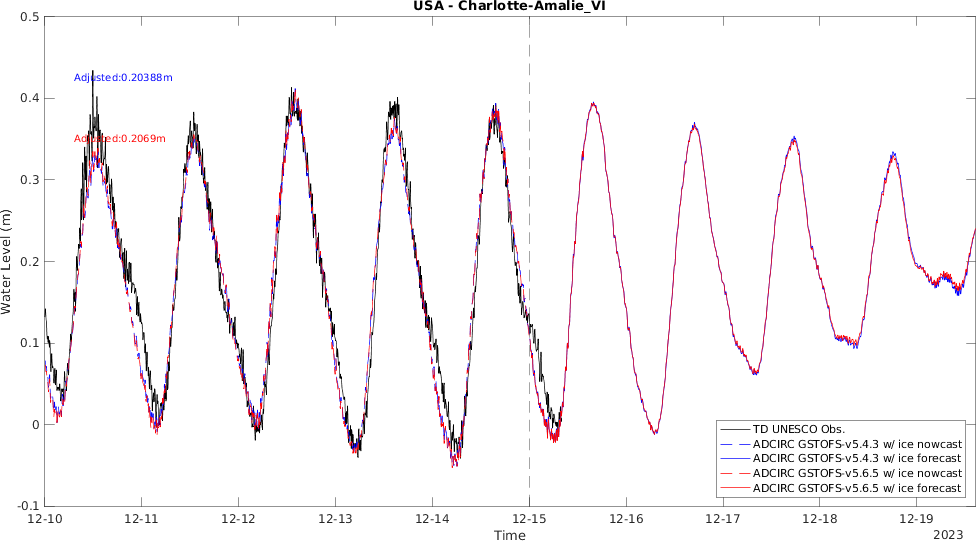 USA - Charlotte-Amalie_VI
0.5
0.4
0.3
0.2
0.1
0
-0.1
Water Level (m)
Adjusted:0.20388m
Adjusted:0.2069m
TD UNESCO Obs.
ADCIRC GSTOFS-v5.4.3 w/ ice nowcast
ADCIRC GSTOFS-v5.4.3 w/ ice forecast
ADCIRC GSTOFS-v5.6.5 w/ ice nowcast
ADCIRC GSTOFS-v5.6.5 w/ ice forecast
12-10 12-11 12-12 12-13 12-14 12-15 12-16 12-17 12-18 12-19
Time
2023